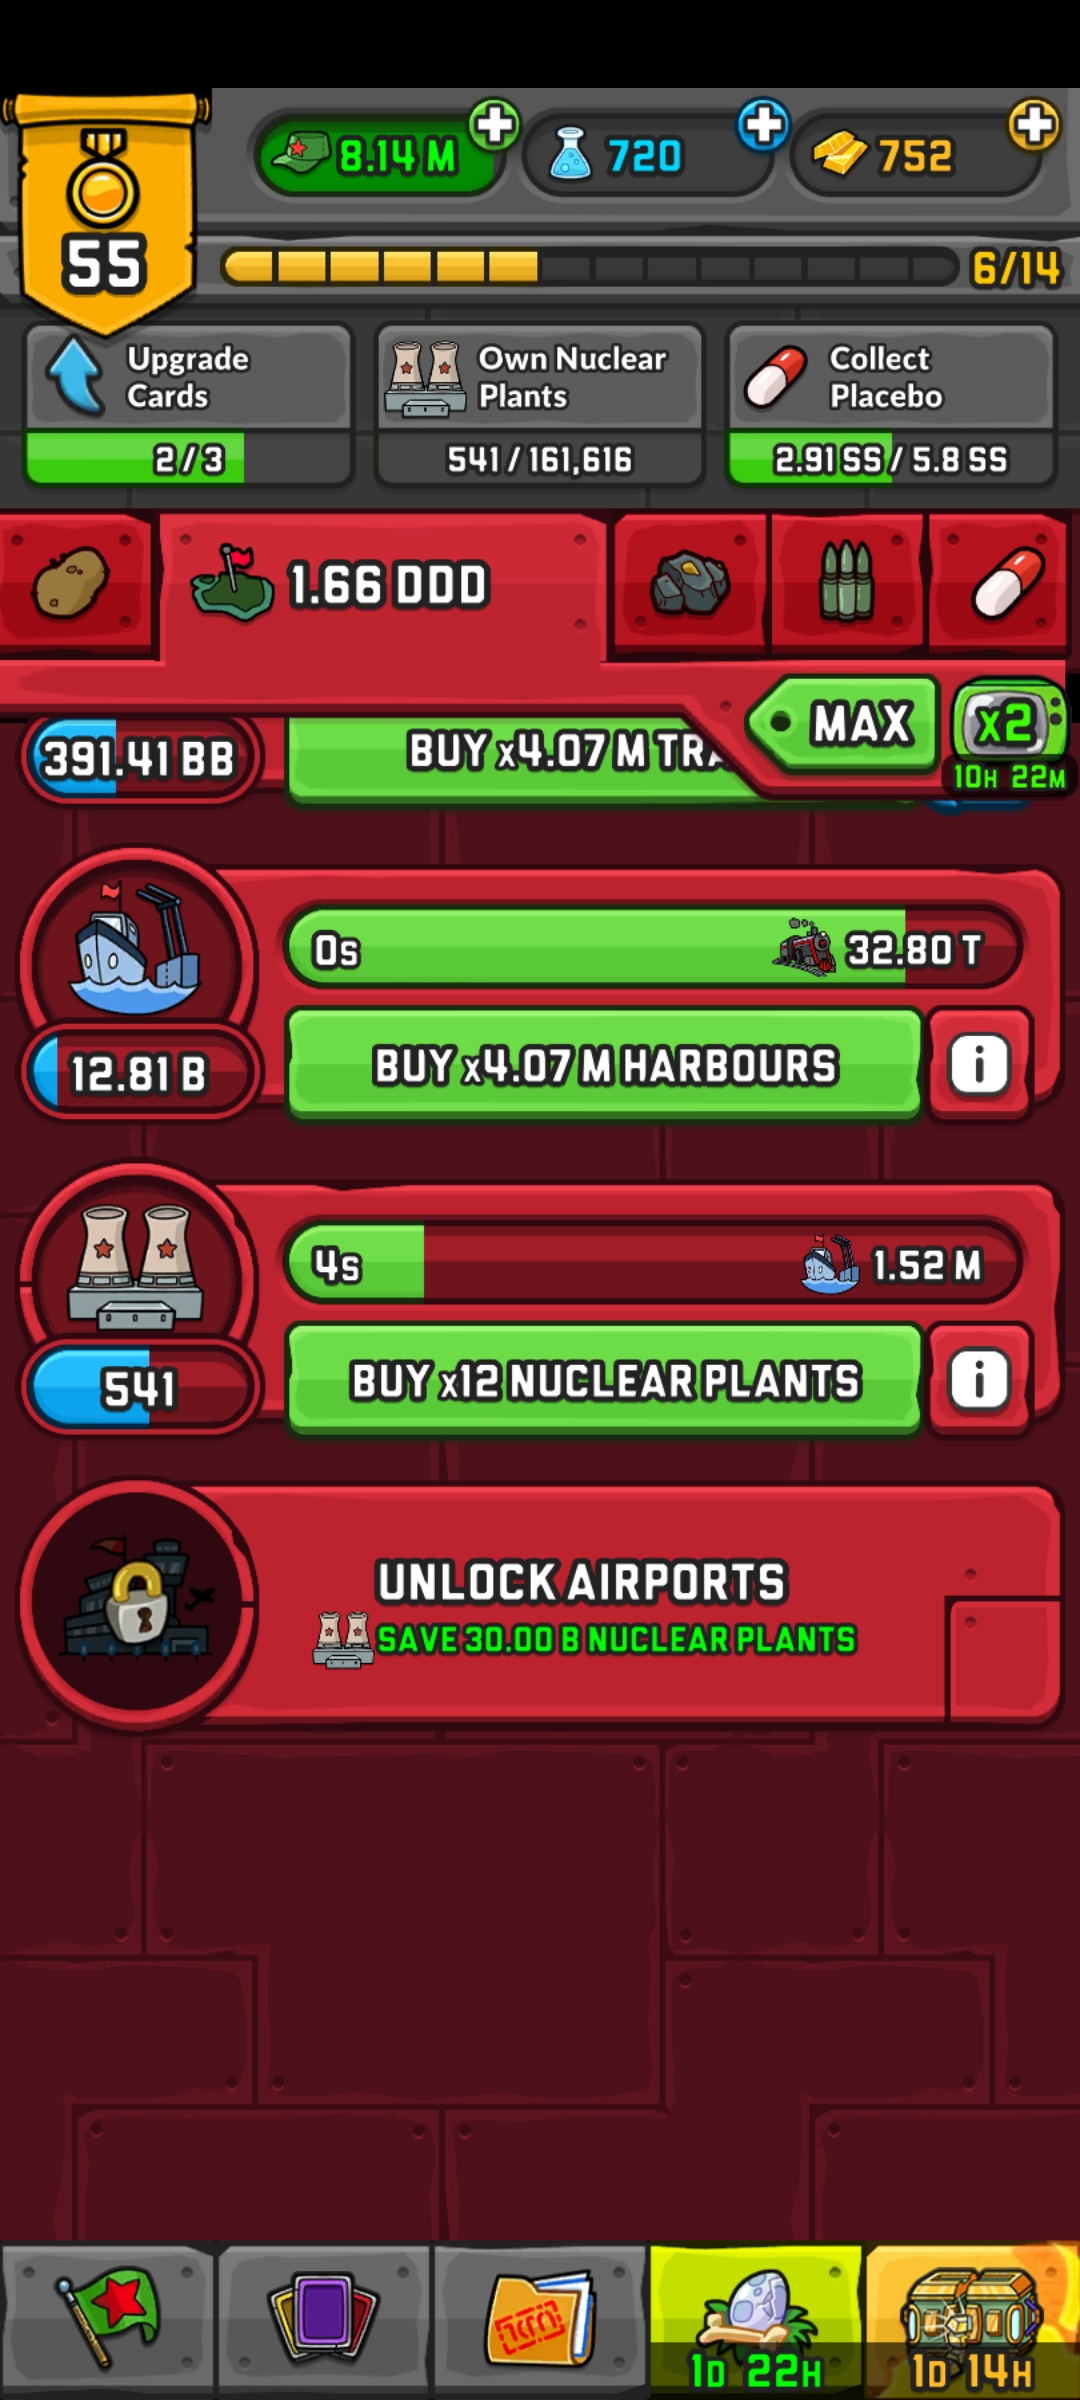 8.14 M
720
752
55
6/14
Upgrade
Cards
Own Nuclear
Plants
Collect
Placebo
2 / 3
541 / 161,616
2.91 SS / 5.8 SS
1.66 DDD
MAX
x2
10H 22M
391.41 BB
BUY x4.07 M
0s
32.80 T
12.81 B
BUY x4.07 M HARBOURS
i
4s
1.52 M
541
BUY x12 NUCLEAR PLANTS
i
UNLOCK AIRPORTS
SAVE 30.00 B NUCLEAR PLANTS
1D 22H
1D 14H